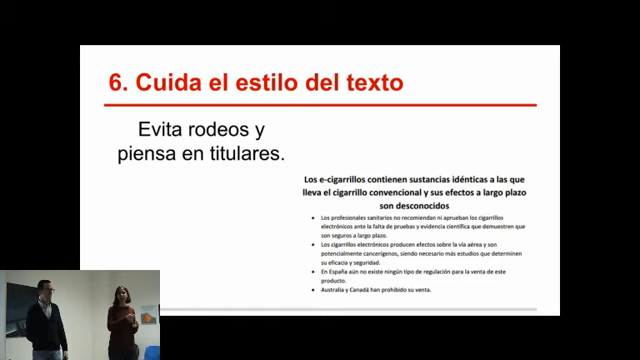 6. Cuida el estilo del texto
Evita rodeos y
piensa en titulares.
Los e-cigarrillos contienen sustancias idénticas a las que
lleva el cigarrillo convencional y sus efectos a largo plazo
son desconocidos
• Los profesionales sanitarios no recomiendan ni aprueban los cigarrillos
electrónicos ante la falta de pruebas y evidencia científica que demuestren que
son seguros a largo plazo.
• Los cigarrillos electrónicos producen efectos sobre la vía aérea y son
potencialmente cancerígenos, siendo necesario más estudios que determinen
su eficacia y seguridad.
• En España aún no existe ningún tipo de regulación para la venta de este
producto.
• Australia y Canadá han prohibido su venta.